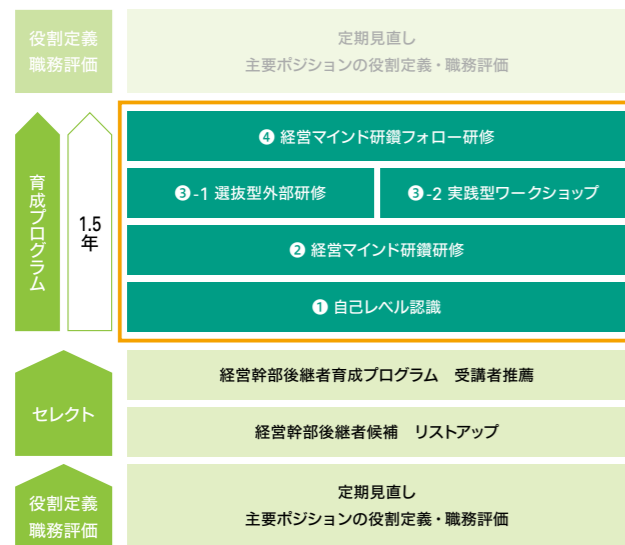 役割定義
職務評価
定期見直し
主要ポジションの役割定義・職務評価
育成プログラム
1.5
年
❹ 経営マインド研鑽フォロー研修
❸-1 選抜型外部研修
❸-2 実践型ワークショップ
❷ 経営マインド研鑽研修
❶ 自己レベル認識
セレクト
経営幹部後継者育成プログラム　受講者推薦
経営幹部後継者候補　リストアップ
役割定義
職務評価
定期見直し
主要ポジションの役割定義・職務評価